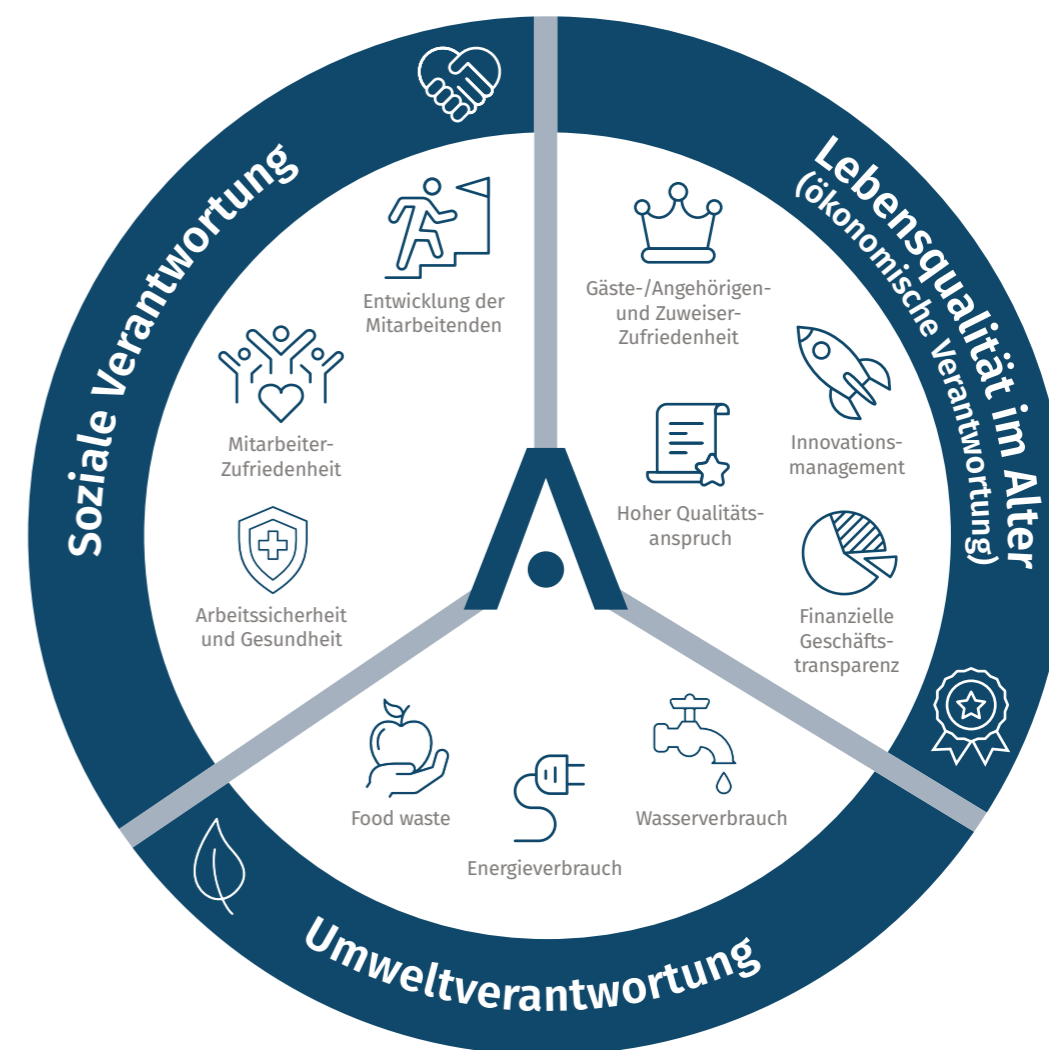 Soziale Verantwortung
Entwicklung der
Mitarbeitenden
Mitarbeiter-
Zufriedenheit
Arbeitssicherheit
und Gesundheit
Lebensqualität im Alter
(ökonomische Verantwortung)
Gäste-/Angehörigen-
und Zuweiser-
Zufriedenheit
Innovations-
management
Hoher Qualitäts-
anspruch
Finanzielle
Geschäfts-
transparenz
Food waste
Energieverbrauch
Wasserverbrauch
Umweltverantwortung